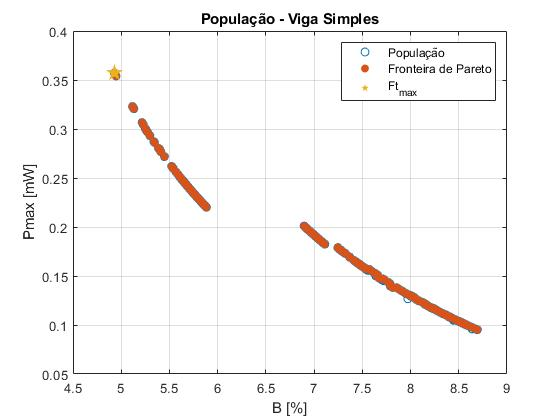 População - Viga Simples
População
Fronteira de Pareto
Ft_max
Pmax [mW]
0.4
0.35
0.3
0.25
0.2
0.15
0.1
0.05
4.5 5 5.5 6 6.5 7 7.5 8 8.5 9
B [%]